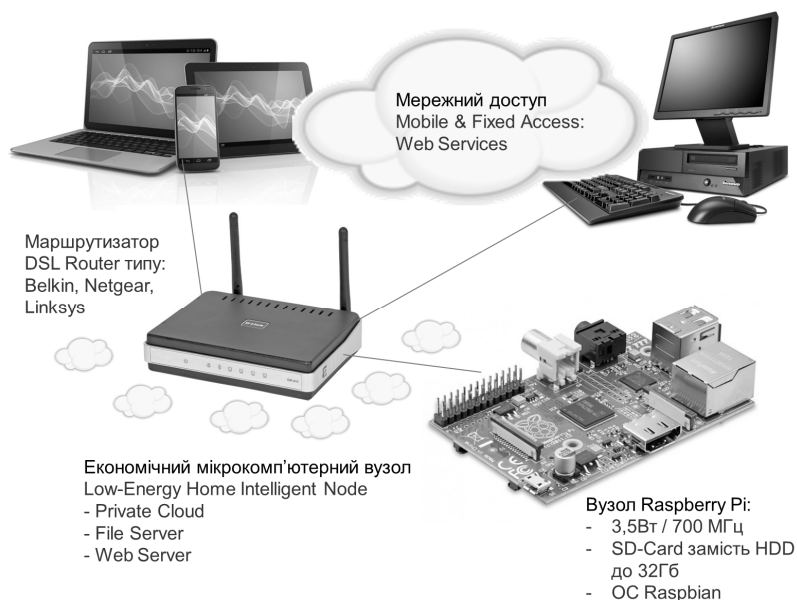 Мережний доступ
Mobile & Fixed Access:
Web Services
Маршрутизатор
DSL Router типу:
Belkin, Netgear,
Linksys
Економічний мікрокомп’ютерний вузол
Low-Energy Home Intelligent Node
- Private Cloud
- File Server
- Web Server
Вузол Raspberry Pi:
- 3,5Вт / 700 МГц
- SD-Card замість HDD
до 32Гб
- ОС Raspbian